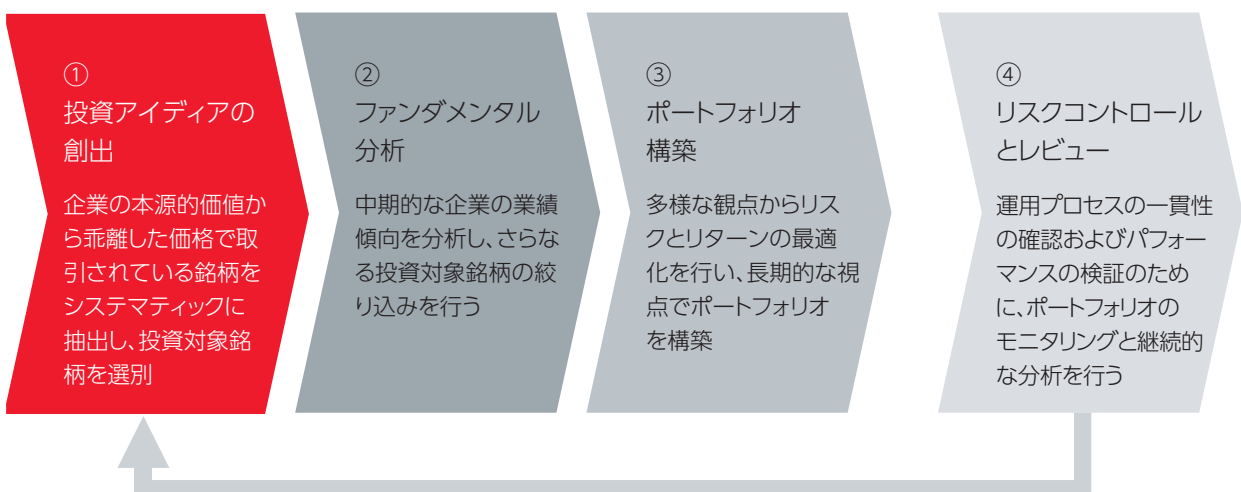 ①
投資アイディアの
創出
企業の本源的価値か
ら乖離した価格で取
引されている銘柄を
システマティックに
抽出し、投資対象銘
柄を選別
②
ファンダメンタル
分析
中期的な企業の業績
傾向を分析し、さらな
る投資対象銘柄の絞
り込みを行う
③
ポートフォリオ
構築
多様な観点からリス
クとリターンの最適
化を行い、長期的な視
点でポートフォリオ
を構築
④
リスクコントロール
とレビュー
運用プロセスの一貫性
の確認およびパフォー
マンスの検証のため
に、ポートフォリオの
モニタリングと継続的
な分析を行う